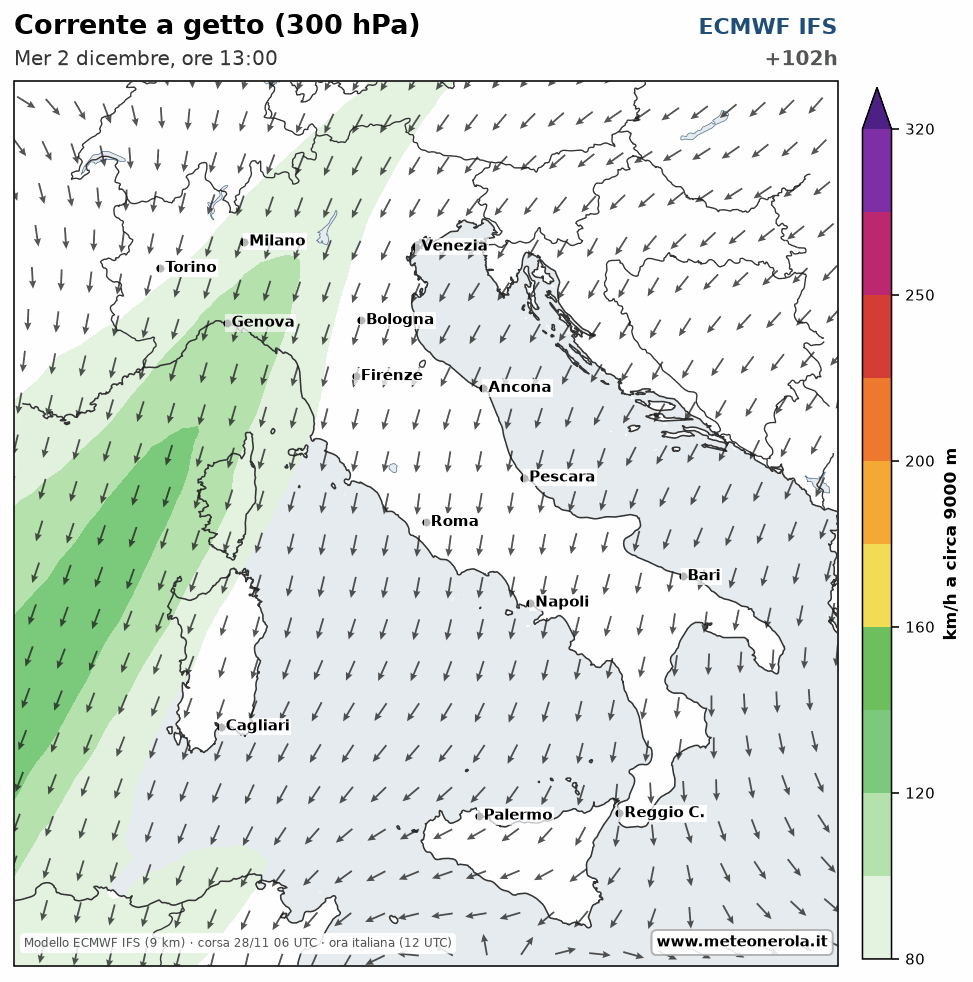 Corrente a getto (300 hPa)
ECMWF IFS
Mer 2 dicembre, ore 13:00
+102h
Milano
Venezia
Torino
Bologna
Genova
Firenze
Ancona
Pescara
Roma
Bari
Napoli
Cagliari
Palermo
Reggio C.
320
250
200
160
120
80
km/h a circa 9000 m
Modello ECMWF IFS (9 km) · corsa 28/11 06 UTC · ora italiana (12 UTC)
www.meteonerola.it